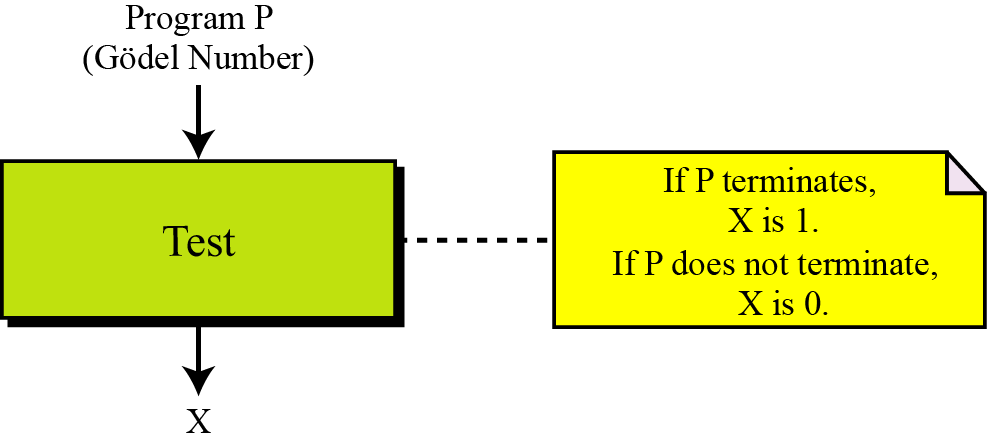 Program P
(Gödel Number)
Test
If P terminates,
X is 1.
If P does not terminate,
X is 0.
X